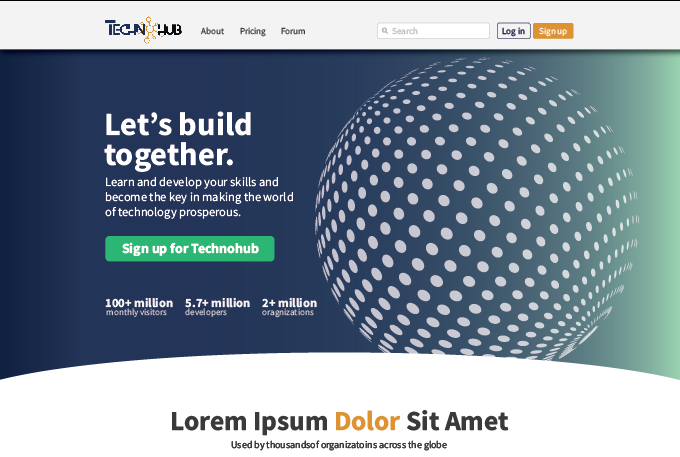 TECHNOHUB
About Pricing Forum Search Log in Sign up
Let's build
together.
Learn and develop your skills and
become the key in making the world
of technology prosperous.
Sign up for Technohub
100+ million 5.7+ million 2+ million
monthly visitors developers oragnizations
Lorem Ipsum Dolor Sit Amet
Used by thousandsof organizatoins across the globe